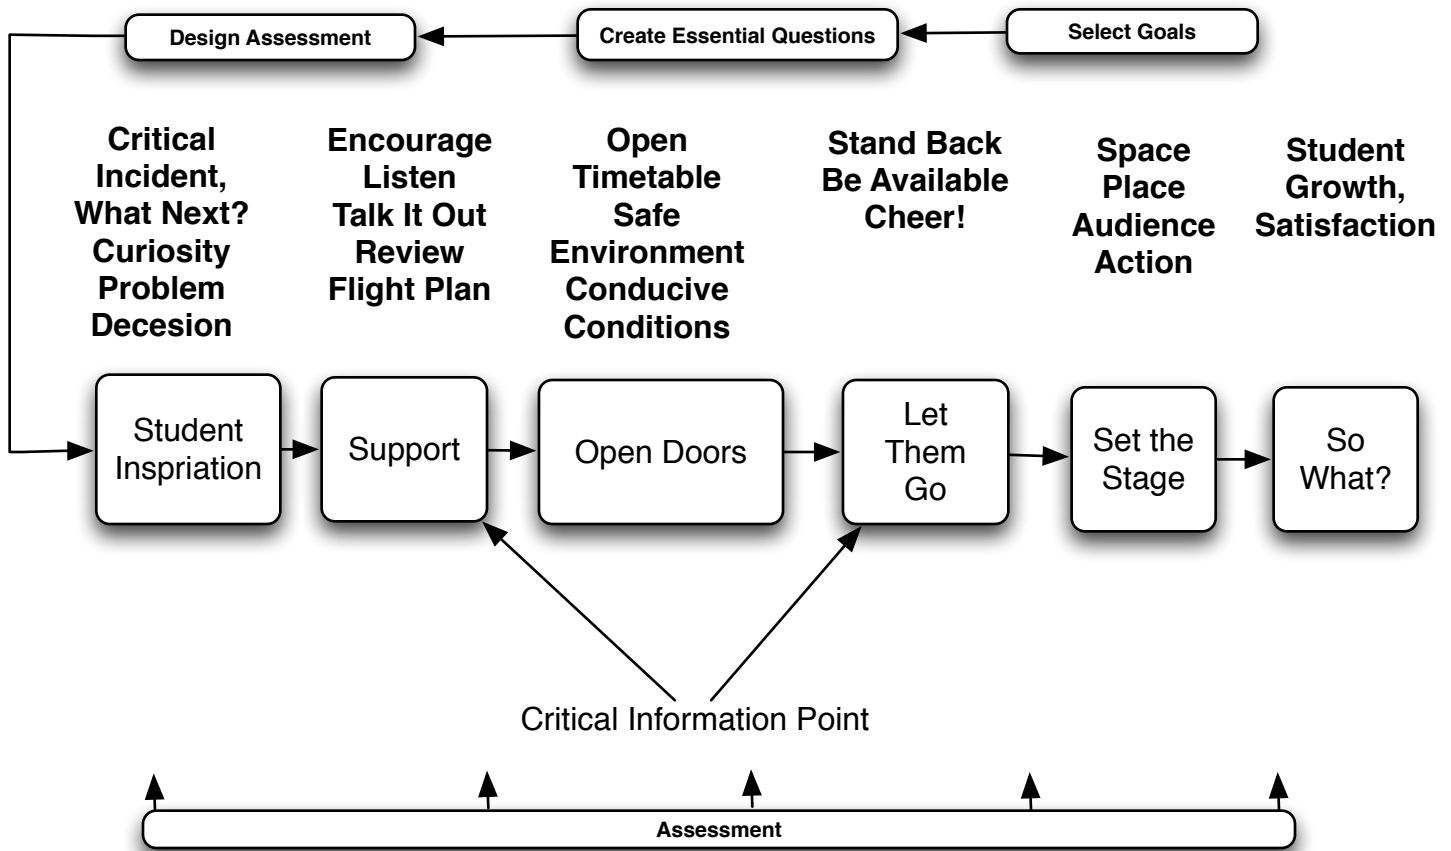 Design Assessment
Create Essential Questions
Select Goals
Critical
Incident,
What Next?
Curiosity
Problem
Decesion
Encourage
Listen
Talk It Out
Review
Flight Plan
Open
Timetable
Safe
Environment
Conducive
Conditions
Stand Back
Be Available
Cheer!
Space
Place
Audience
Action
Student
Growth,
Satisfaction
Student
Inspriation
Support
Open Doors
Let
Them
Go
Set the
Stage
So
What?
Critical Information Point
Assessment